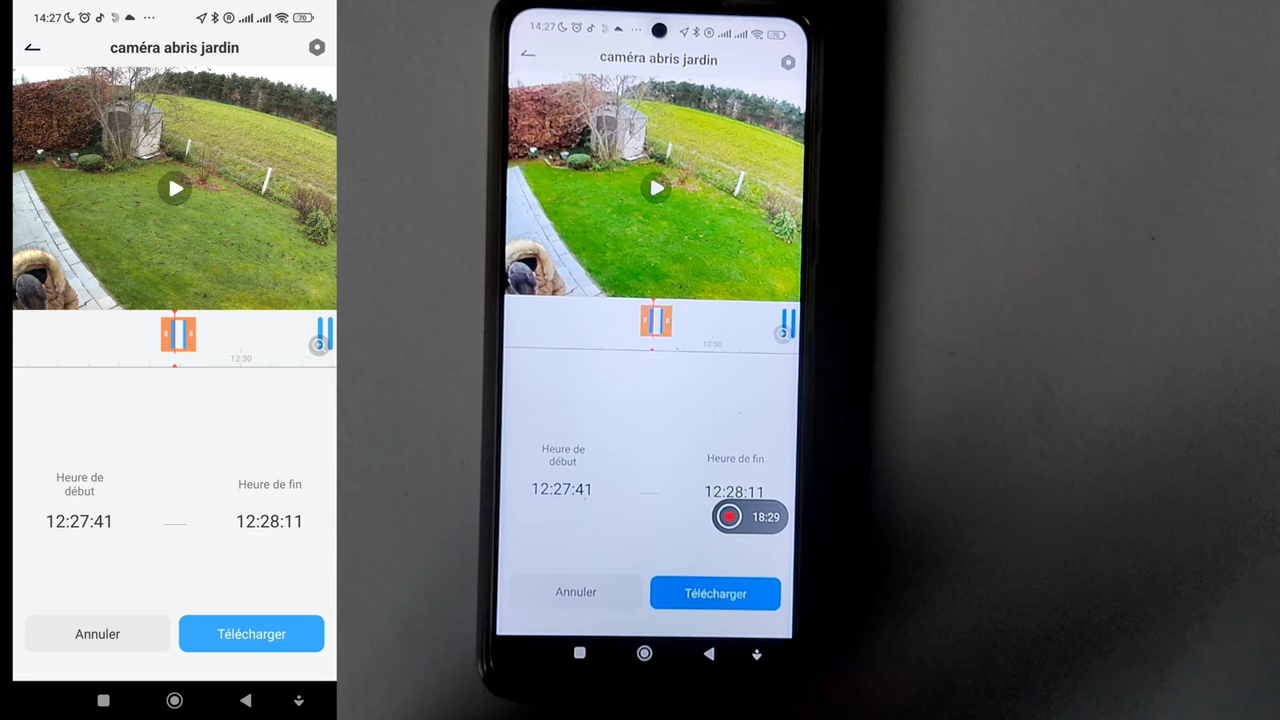 14:27
70
caméra abris jardin
12:30
Heure de
début
Heure de fin
12:27:41
12:28:11
Annuler
Télécharger
14:27
70
caméra abris jardin
12:30
Heure de
début
Heure de fin
12:27:41
12:28:11
18:29
Annuler
Télécharger